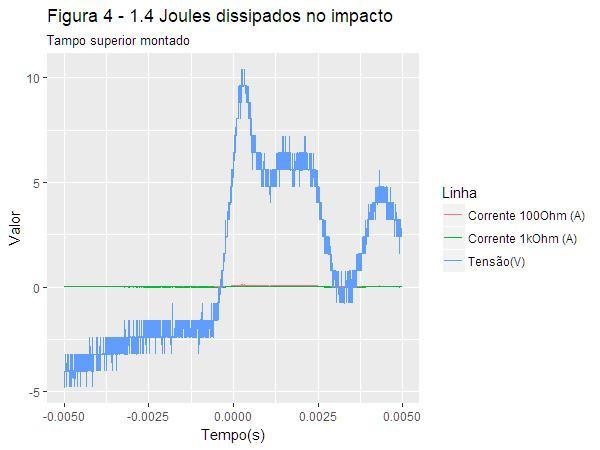 Figura 4 - 1.4 Joules dissipados no impacto
Tampo superior montado
10
5
0
-5
Valor
-0.0050
-0.0025
0.0000
0.0025
0.0050
Tempo(s)
Linha
Corrente 100Ohm (A)
Corrente 1kOhm (A)
Tensão(V)